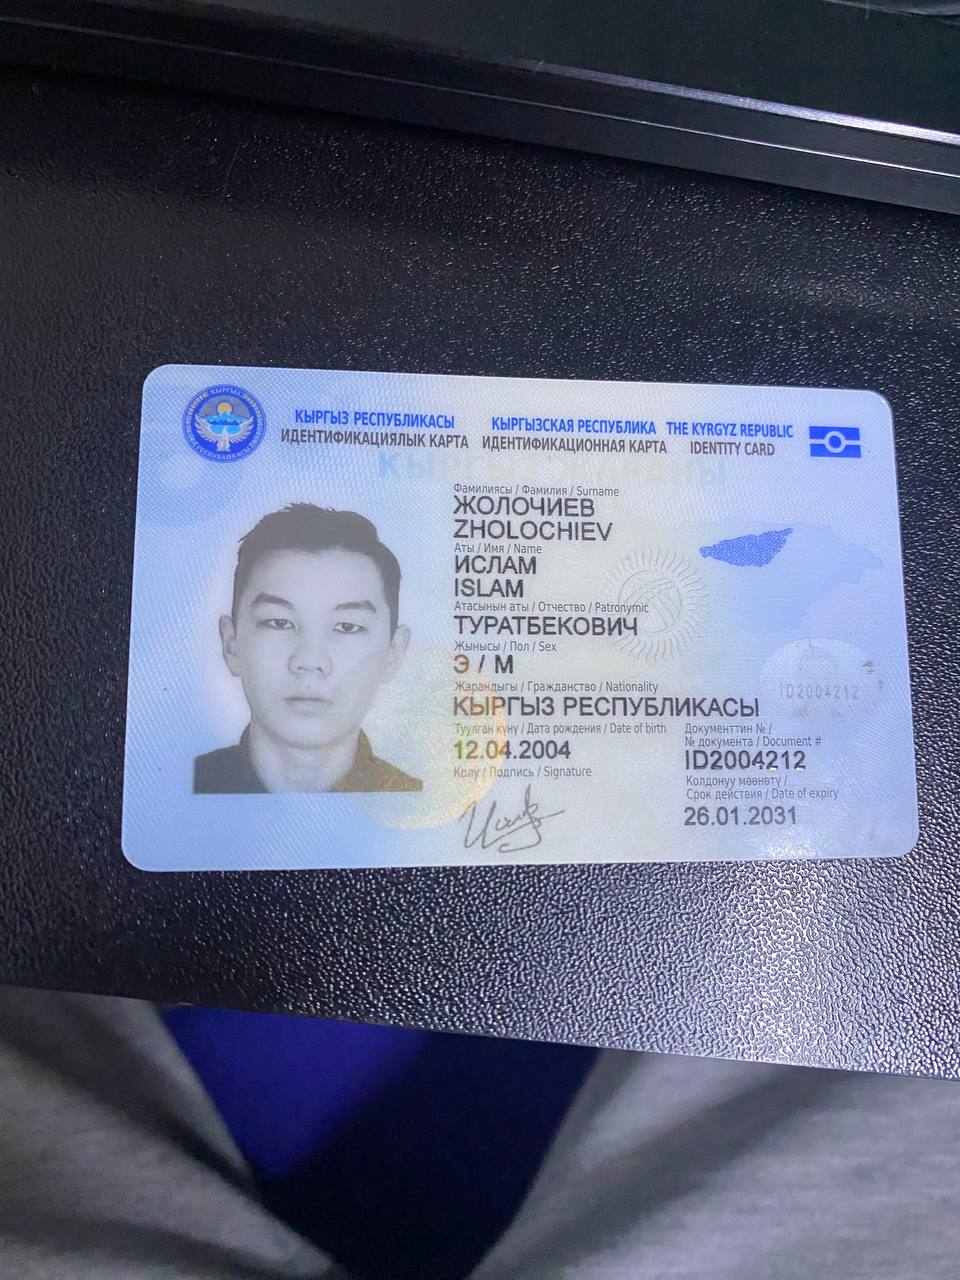 КЫРГЫЗ РЕСПУБЛИКАСЫ КЫРГЫЗСКАЯ РЕСПУБЛИКА THE KYRGYZ REPUBLIC
ИДЕНТИФИКАЦИЯЛЫК КАРТА ИДЕНТИФИКАЦИОННАЯ КАРТА IDENTITY CARD
Фамилиясы / Фамилия / Surname
ЖОЛОЧИЕВ
ZHOLOCHIEV
Аты / Имя / Name
ИСЛАМ
ISLAM
Атасынын аты / Отчество / Patronymic
ТУРАТБЕКОВИЧ
Жынысы / Пол / Sex
Э / М
Жарандыгы / Гражданство / Nationality
КЫРГЫЗ РЕСПУБЛИКАСЫ
Туулган күнү / Дата рождения / Date of birth
12.04.2004
Колу / Подпись / Signature
Документтин № /
№ документа / Document #
ID2004212
Колдонуу мөөнөтү /
Срок действия / Date of expiry
26.01.2031
ID2004212